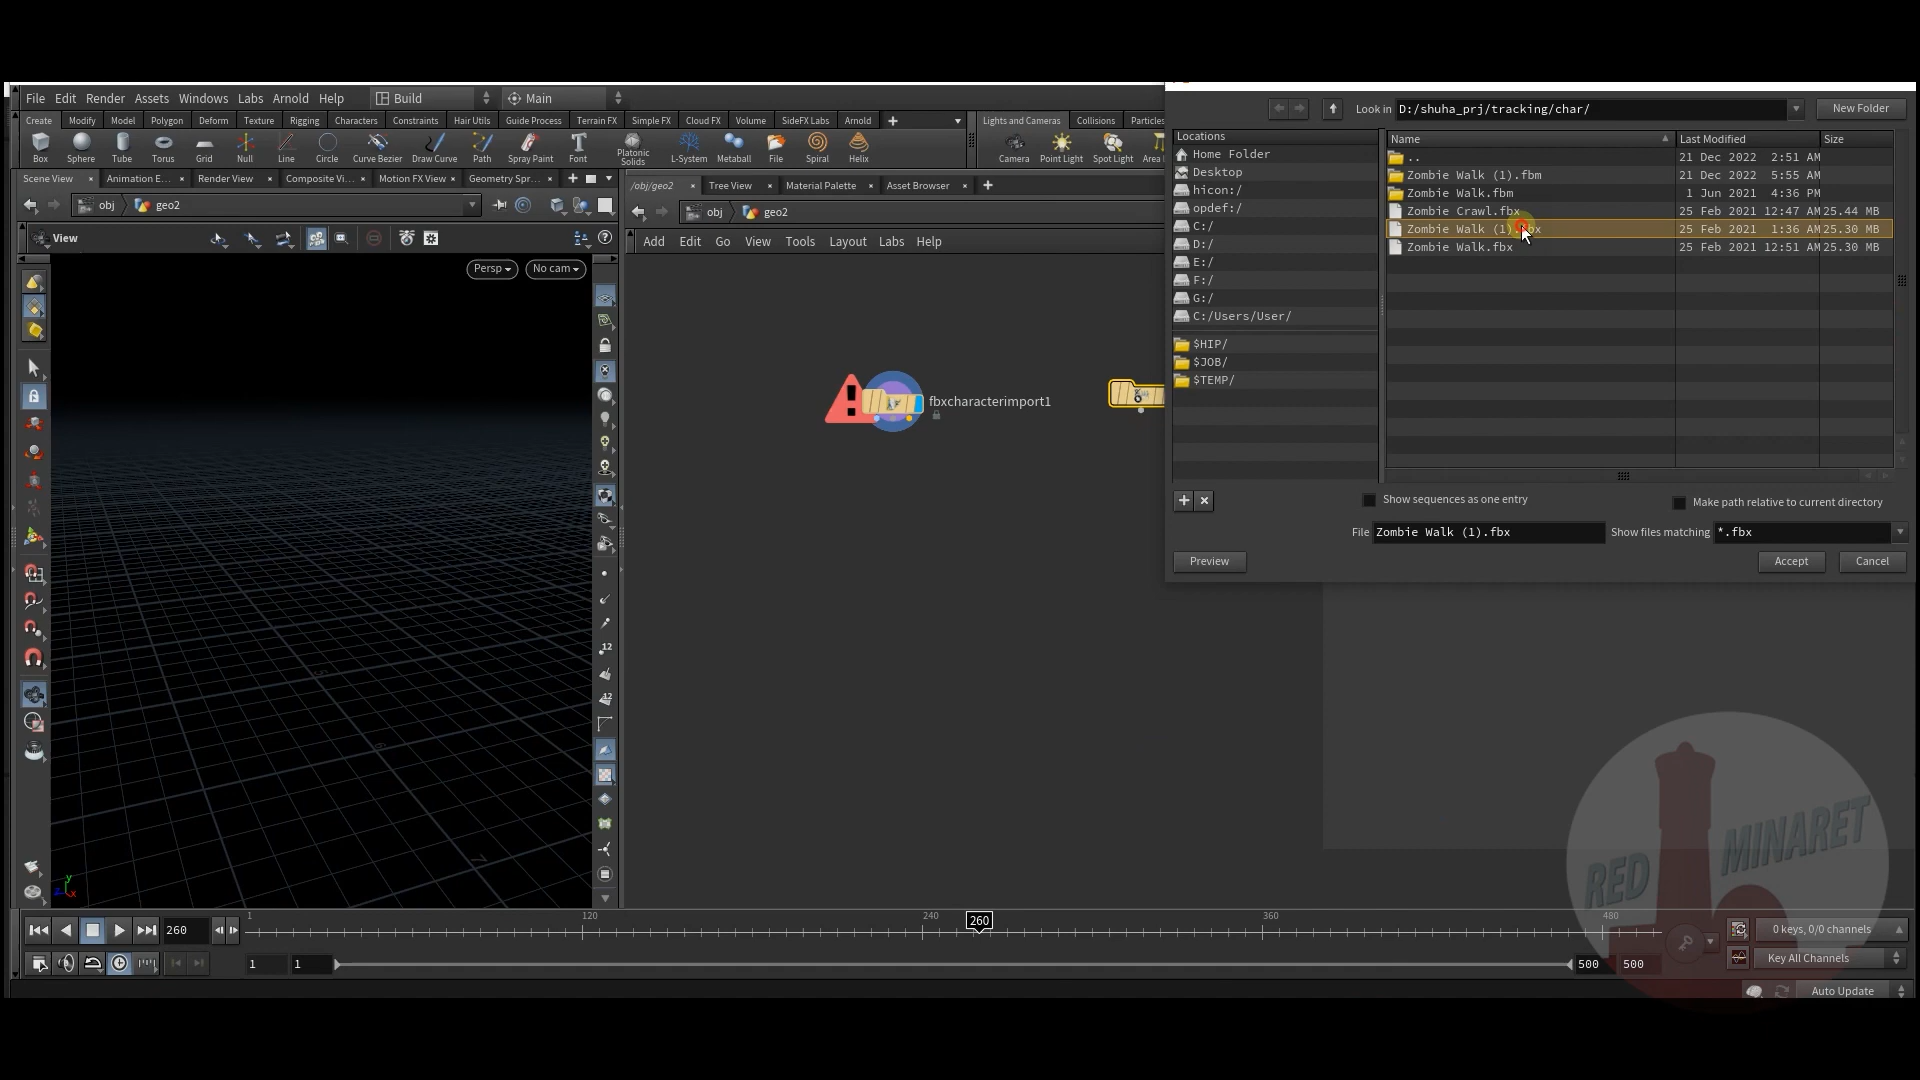 File Edit Render Assets Windows Labs Arnold Help Build Main
Create Modify Model Polygon Deform Texture Rigging Characters Constraints Hair Utils Guide Process Terrain FX Simple FX Cloud FX Volume SideFX Labs Arnold
Lights and Cameras Collisions Particles
Box Sphere Tube Torus Grid Null Line Circle Curve Bezier Draw Curve Path Spray Paint Font Platonic Solids L-System Metaball File Spiral Helix
Camera Point Light Spot Light Area
Scene View Animation E... Render View Composite Vi... Motion FX View Geometry Spr...
/obj/geo2 Tree View Material Palette Asset Browser
obj geo2
obj geo2
View
Add Edit Go View Tools Layout Labs Help
Persp No cam
fbxcharacterimport1
Look in D:/shuha_prj/tracking/char/ New Folder
Locations
Home Folder
Desktop
hicon:/
opdef:/
C:/
D:/
E:/
F:/
G:/
C:/Users/User/
$HIP/
$JOB/
$TEMP/
Name Last Modified Size
.. 21 Dec 2022 2:51 AM
Zombie Walk (1).fbm 21 Dec 2022 5:55 AM
Zombie Walk.fbm 1 Jun 2021 4:36 PM
Zombie Crawl.fbx 25 Feb 2021 12:47 AM 25.44 MB
Zombie Walk (1).fbx 25 Feb 2021 1:36 AM 25.30 MB
Zombie Walk.fbx 25 Feb 2021 12:51 AM 25.30 MB
Show sequences as one entry Make path relative to current directory
File Zombie Walk (1).fbx Show files matching *.fbx
Preview Accept Cancel
12
12
RED MINARET
260 1 120 240 260 360 480
0 keys, 0/0 channels
1 1 500 500 Key All Channels
Auto Update